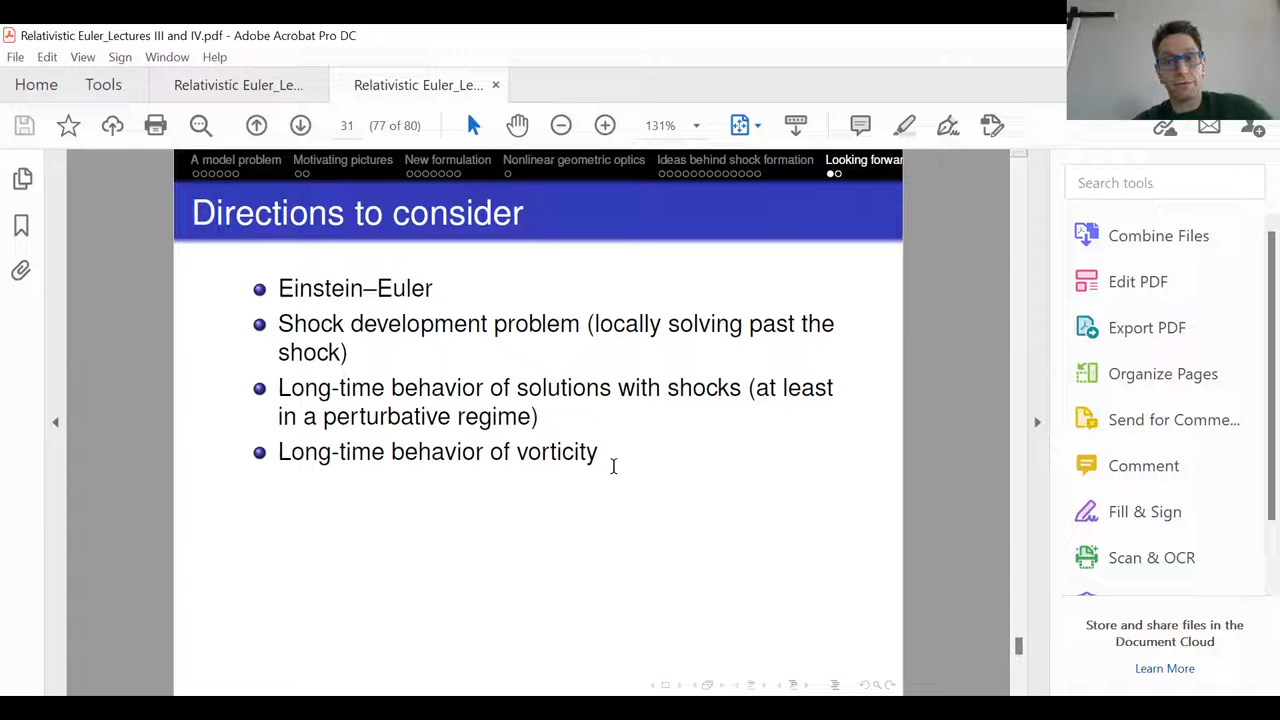 Relativistic Euler_Lectures III and IV.pdf - Adobe Acrobat Pro DC
File Edit View Sign Window Help
Home Tools Relativistic Euler_Le... Relativistic Euler_Le... ×
31 (77 of 80) 131%
A model problem Motivating pictures New formulation Nonlinear geometric optics Ideas behind shock formation Looking forwar
Directions to consider
Einstein–Euler
Shock development problem (locally solving past the
shock)
Long-time behavior of solutions with shocks (at least
in a perturbative regime)
Long-time behavior of vorticity
Search tools
Combine Files
Edit PDF
Export PDF
Organize Pages
Send for Comme...
Comment
Fill & Sign
Scan & OCR
Store and share files in the
Document Cloud
Learn More